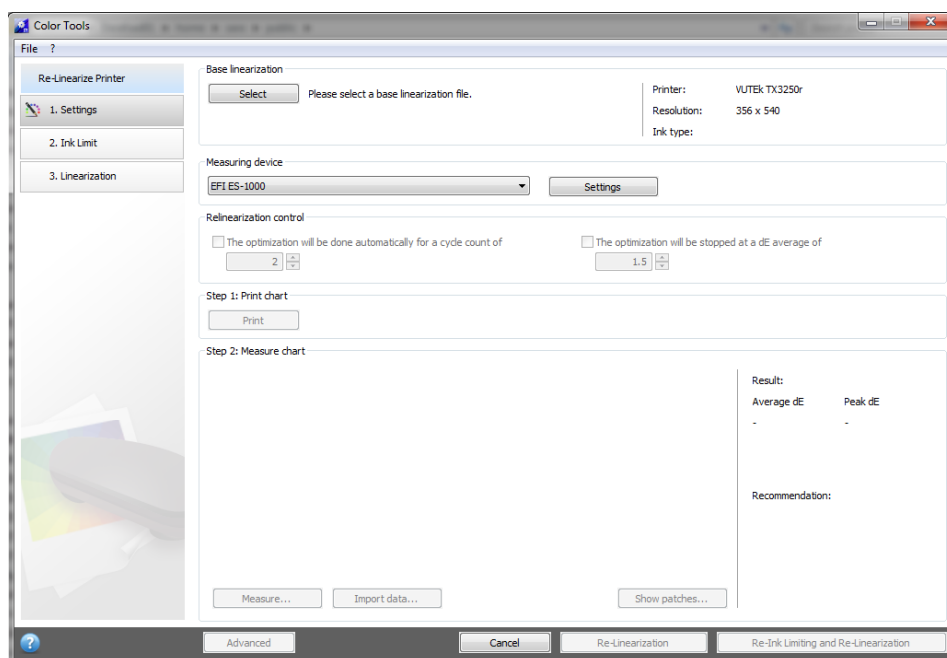 Color Tools
File ?
Re-Linearize Printer
1. Settings
2. Ink Limit
3. Linearization
Base linearization
Select Please select a base linearization file.
Printer: VUTEk TX3250r
Resolution: 356 x 540
Ink type:
Measuring device
EFI ES-1000 Settings
Relinearization control
The optimization will be done automatically for a cycle count of
2
The optimization will be stopped at a dE average of
1.5
Step 1: Print chart
Print
Step 2: Measure chart
Result:
Average dE Peak dE
- -
Recommendation:
Measure... Import data... Show patches...
? Advanced Cancel Re-Linearization Re-Ink Limiting and Re-Linearization